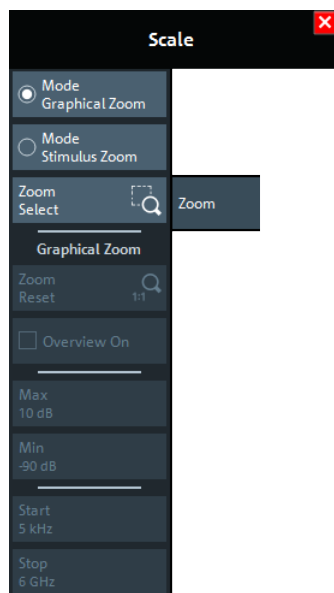 Scale
Mode
Graphical Zoom
Mode
Stimulus Zoom
Zoom
Select
Zoom
Graphical Zoom
Zoom
Reset
1:1
Overview On
Max
10 dB
Min
-90 dB
Start
5 kHz
Stop
6 GHz